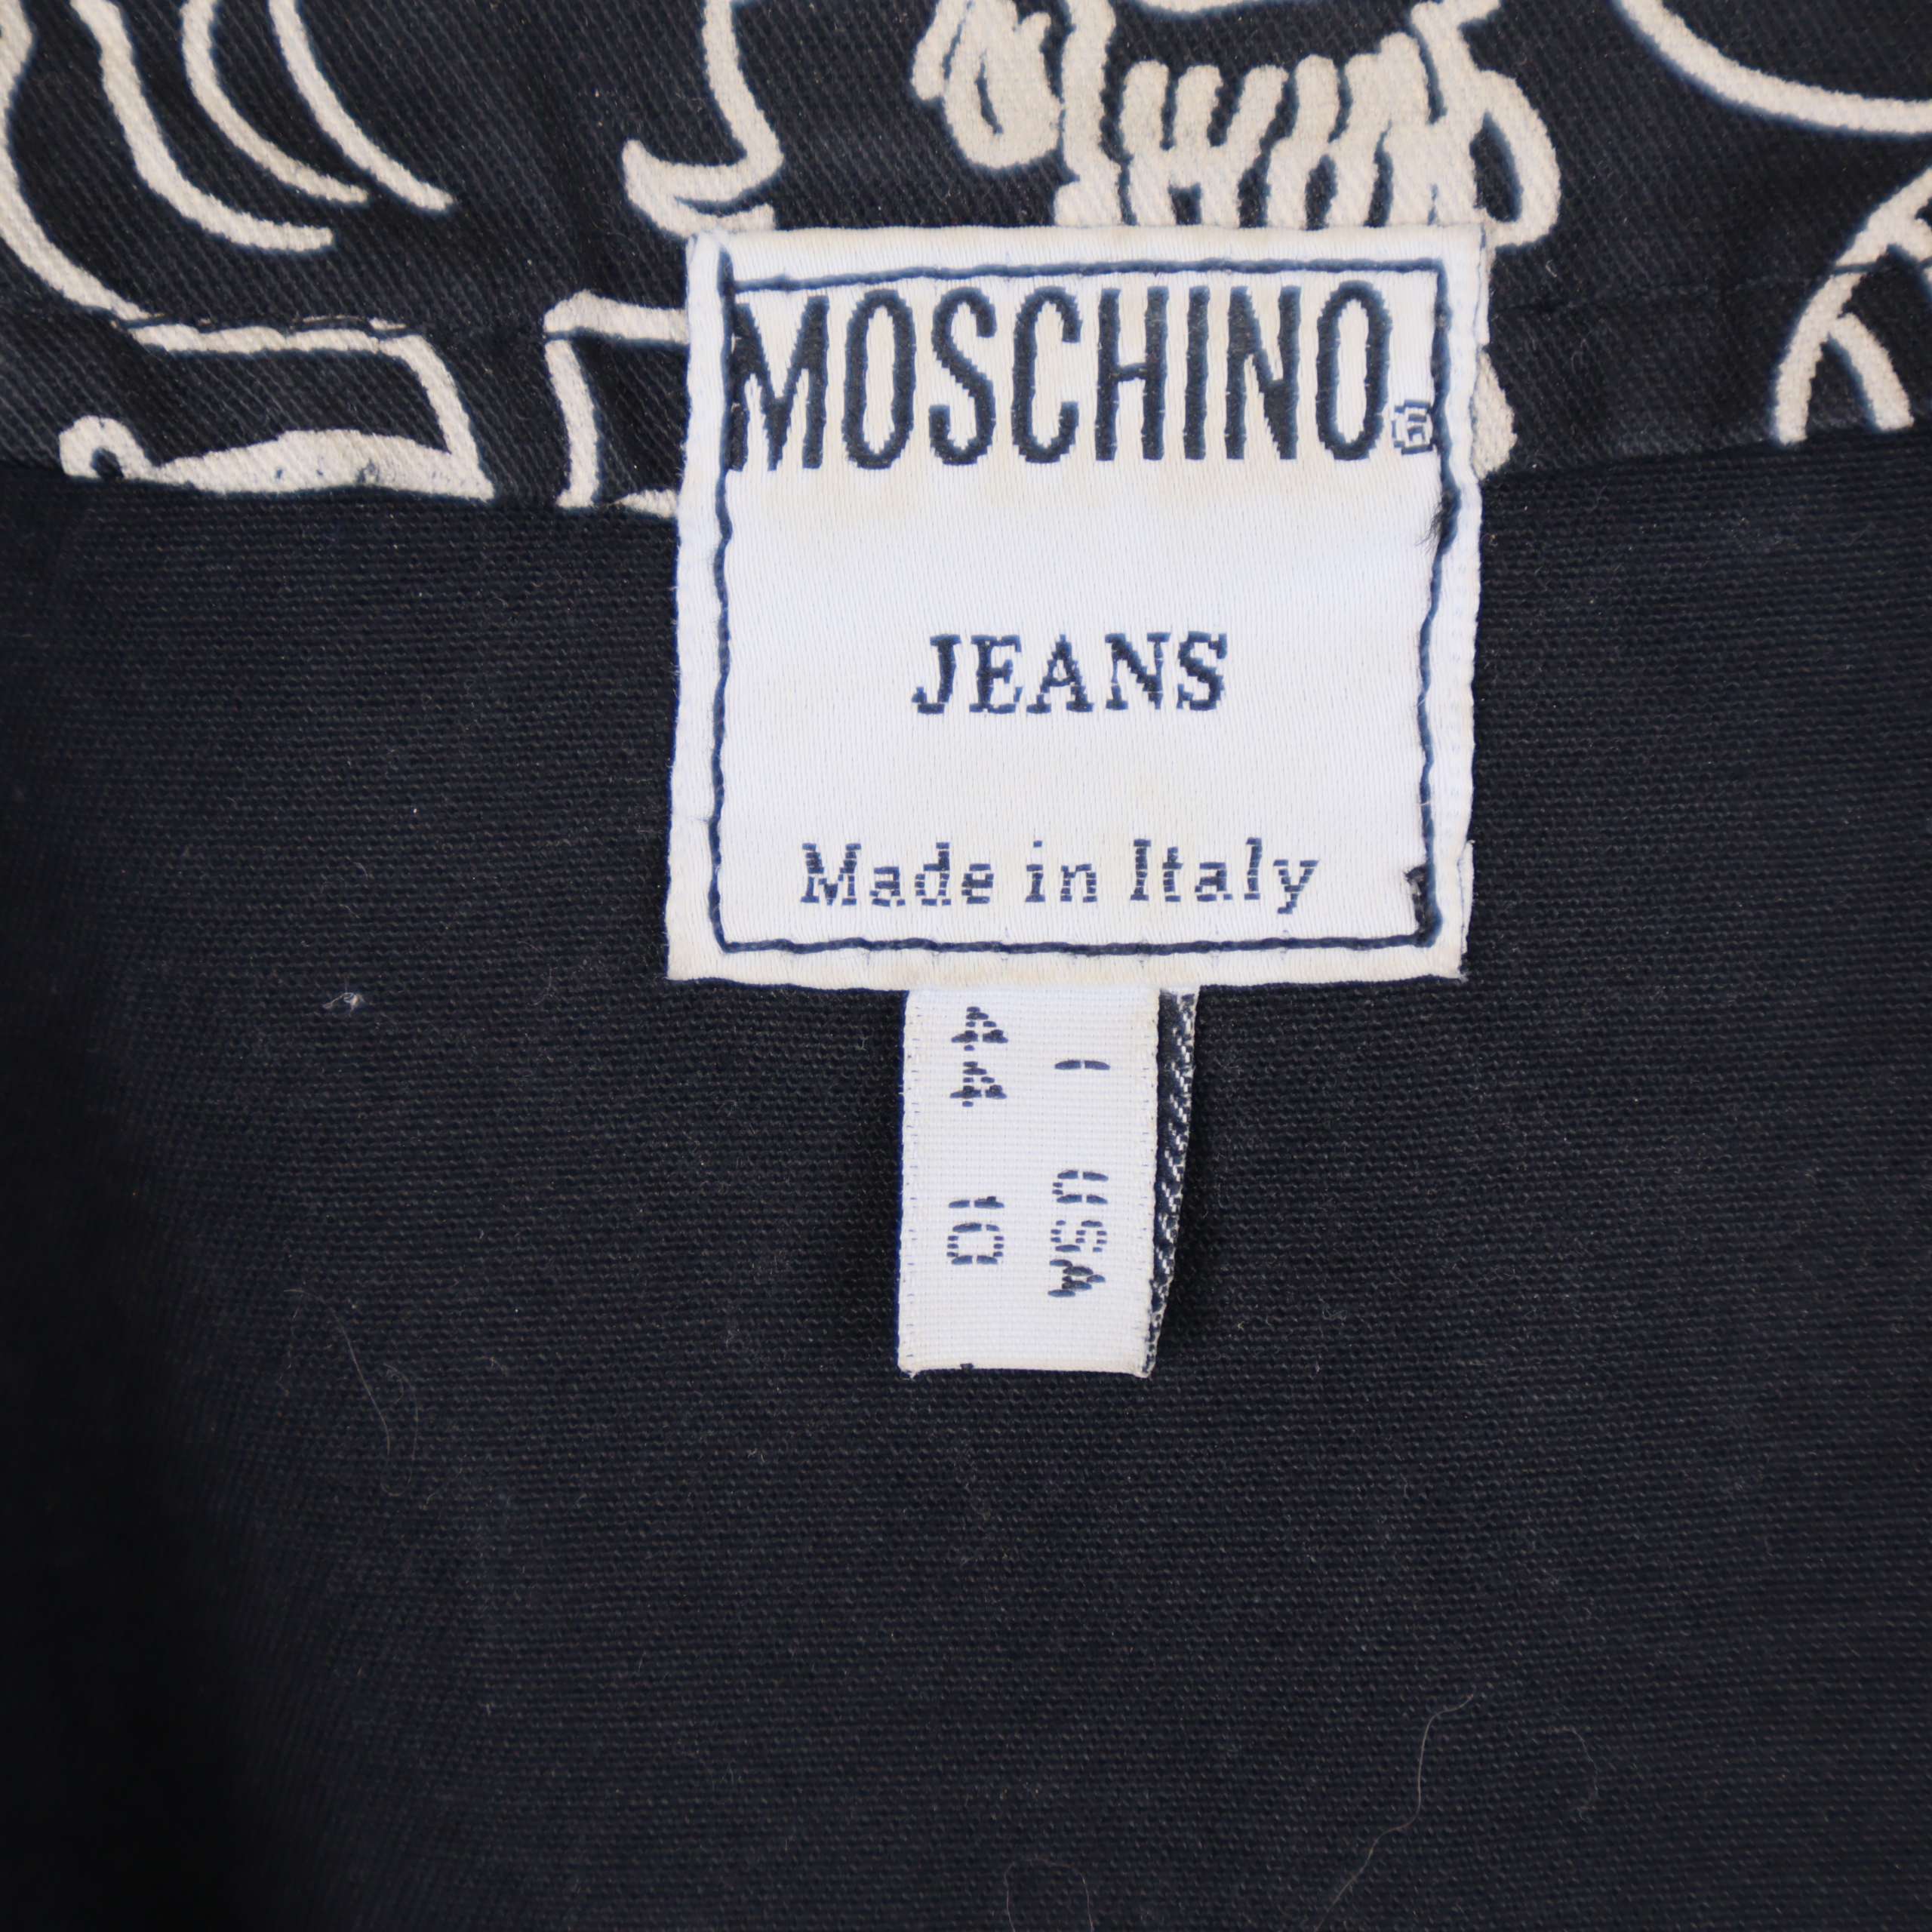 MOSCHINO®
JEANS
Made in Italy
I 44
USA 10